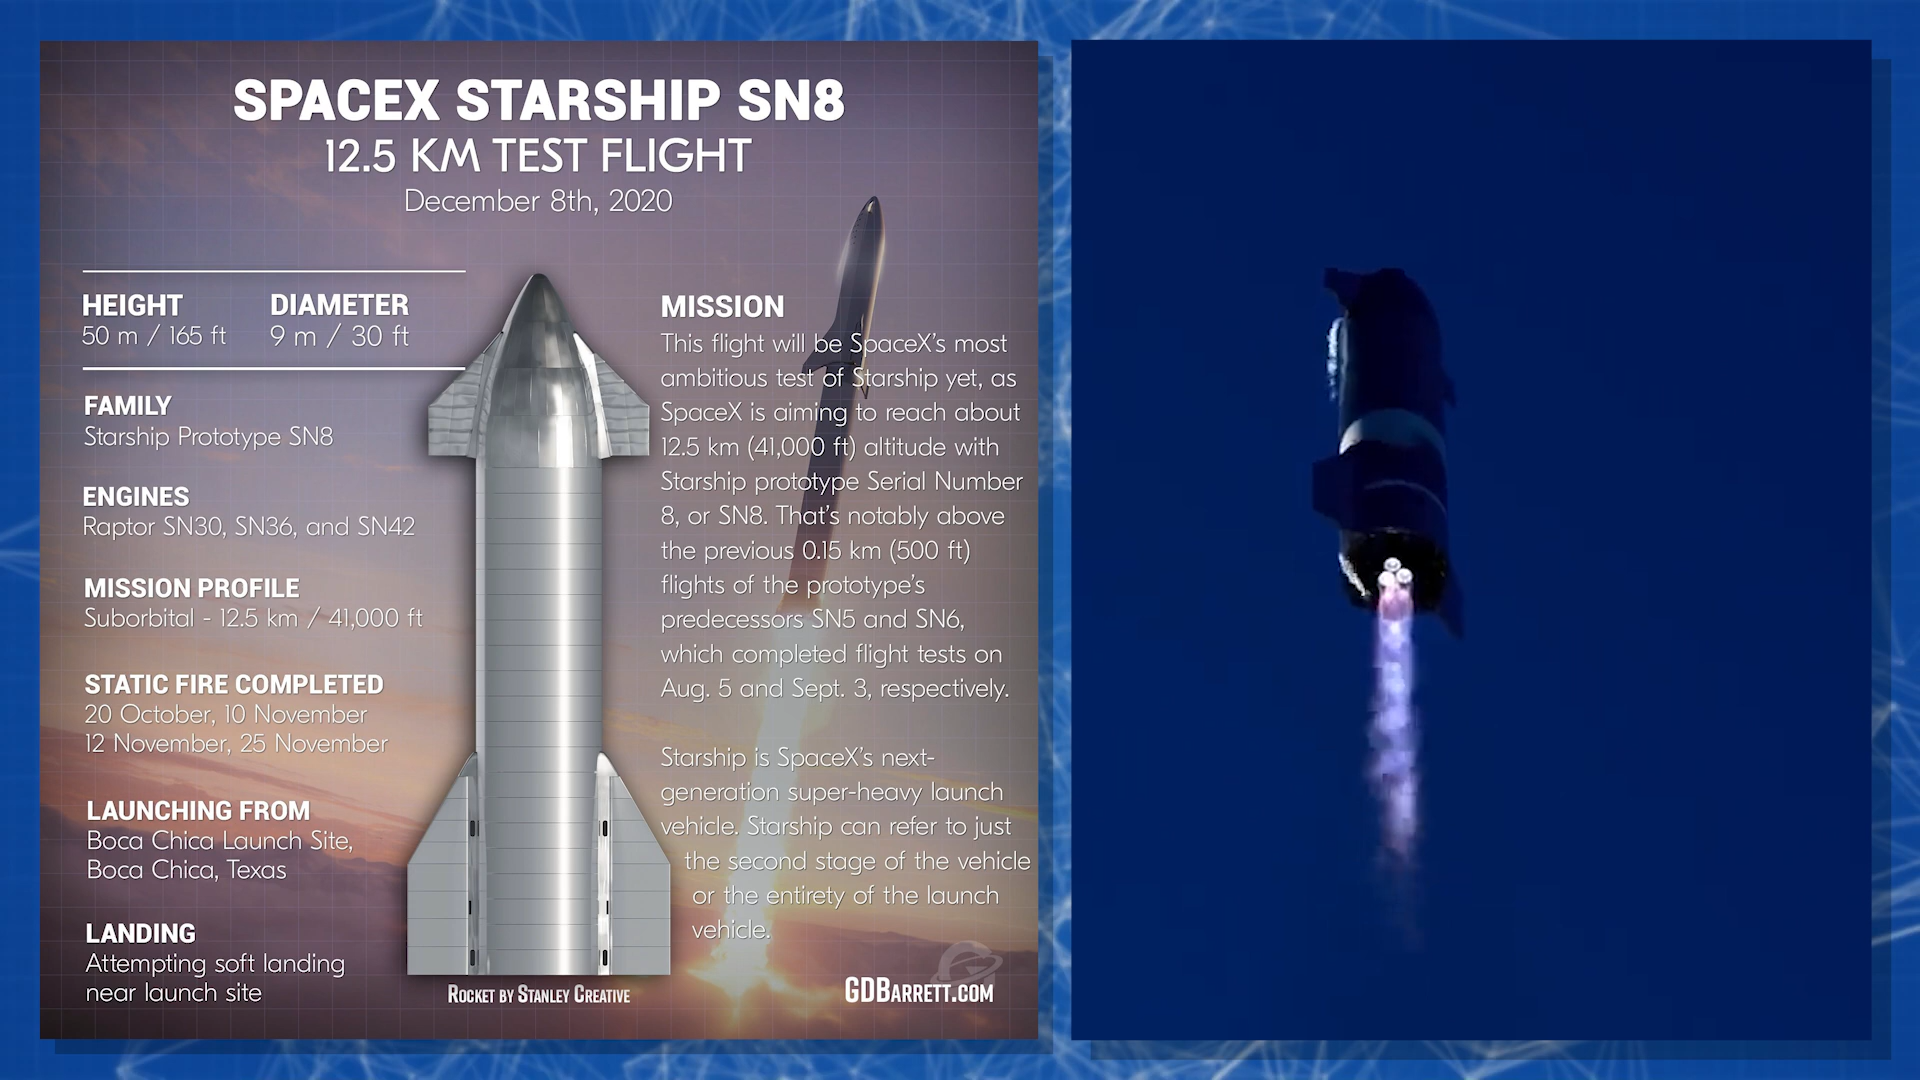 SPACEX STARSHIP SN8
12.5 KM TEST FLIGHT
December 8th, 2020
HEIGHT
50 m / 165 ft
DIAMETER
9 m / 30 ft
FAMILY
Starship Prototype SN8
ENGINES
Raptor SN30, SN36, and SN42
MISSION PROFILE
Suborbital - 12.5 km / 41,000 ft
STATIC FIRE COMPLETED
20 October, 10 November
12 November, 25 November
LAUNCHING FROM
Boca Chica Launch Site,
Boca Chica, Texas
LANDING
Attempting soft landing
near launch site
MISSION
This flight will be SpaceX's most
ambitious test of Starship yet, as
SpaceX is aiming to reach about
12.5 km (41,000 ft) altitude with
Starship prototype Serial Number
8, or SN8. That's notably above
the previous 0.15 km (500 ft)
flights of the prototype's
predecessors SN5 and SN6,
which completed flight tests on
Aug. 5 and Sept. 3, respectively.
Starship is SpaceX's next-
generation super-heavy launch
vehicle. Starship can refer to just
the second stage of the vehicle
or the entirety of the launch
vehicle.
ROCKET BY STANLEY CREATIVE
GDBARRETT.COM